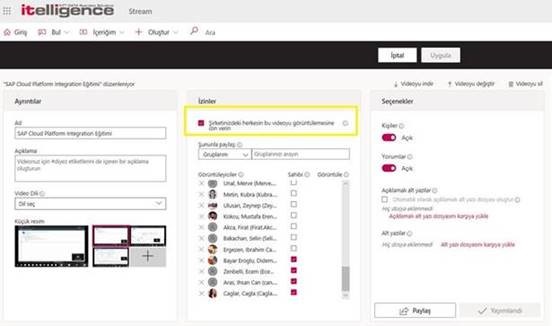 itelligence
Stream
Giriş
Bul
İçeriğim
Oluştur
Ara
İptal
Uygula
"SAP Cloud Platform Integration Eğitimi" düzenleniyor
Videoyu indir
Videoyu değiştir
Videoyu sil
Ayrıntılar
Ad
SAP Cloud Platform Integration Eğitimi
Açıklama
Videonuz için #diyez etiketlerini de içeren bir açıklama
oluşturun
Video Dili
Dil seç
Küçük resim
İzinler
Şirketinizdeki herkesin bu videoyu görüntülemesine
izin verin
Şununla paylaş:
Gruplarım
Gruplarınızı arayın
Görüntüleyiciler
Sahibi
Görüntüle
Unal, Merve (Merve....
Metin, Kubra (Kubra...
Ulusan, Zeynep (Zey...
Kokou, Mustafa Eren...
Akca, Firat (Firat.Akc...
Bakachan, Selin (Seli...
Ergezen, Ibrahim Ca...
Bayar Eroglu, Didem...
Zenbelli, Ecem (Ece...
Aras, Ihsan Can (can...
Caglar, Cagla (Cagla...
Seçenekler
Kişiler
Açık
Yorumlar
Açık
Açıklamalı alt yazılar
Otomatik olarak açıklamalı alt yazı dosyası oluştur
Hiç dosya eklenmedi
Açıklamalı alt yazı dosyasını karşıya yükle
Alt yazılar
Hiç dosya eklenmedi
Alt yazı dosyasını karşıya yükle
Paylaş
Yayımlandı